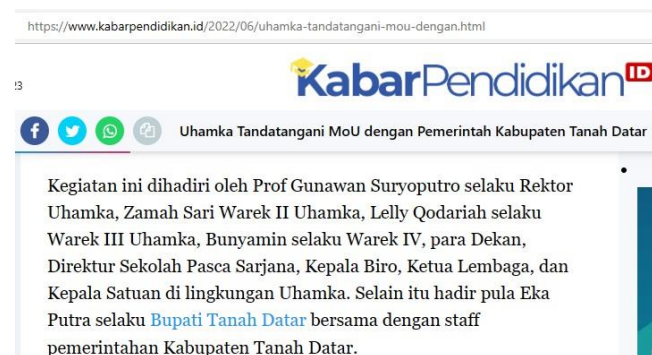 https://www.kabarpendidikan.id/2022/06/uhamka-tandatangani-mou-dengan.html
23
KabarPendidikan ID
Uhamka Tandatangani MoU dengan Pemerintah Kabupaten Tanah Datar
Kegiatan ini dihadiri oleh Prof Gunawan Suryoputro selaku Rektor
Uhamka, Zamah Sari Warek II Uhamka, Lelly Qodariah selaku
Warek III Uhamka, Bunyamin selaku Warek IV, para Dekan,
Direktur Sekolah Pasca Sarjana, Kepala Biro, Ketua Lembaga, dan
Kepala Satuan di lingkungan Uhamka. Selain itu hadir pula Eka
Putra selaku Bupati Tanah Datar bersama dengan staff
pemerintahan Kabupaten Tanah Datar.